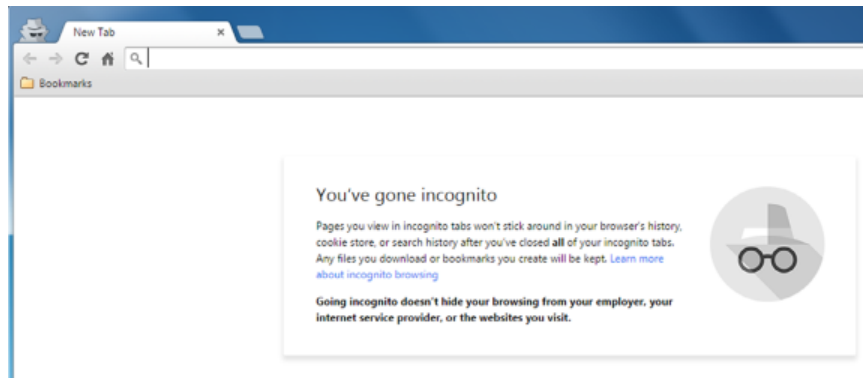 New Tab
Bookmarks
You've gone incognito
Pages you view in incognito tabs won't stick around in your browser's history,
cookie store, or search history after you've closed all of your incognito tabs.
Any files you download or bookmarks you create will be kept. Learn more
about incognito browsing
Going incognito doesn't hide your browsing from your employer, your
internet service provider, or the websites you visit.